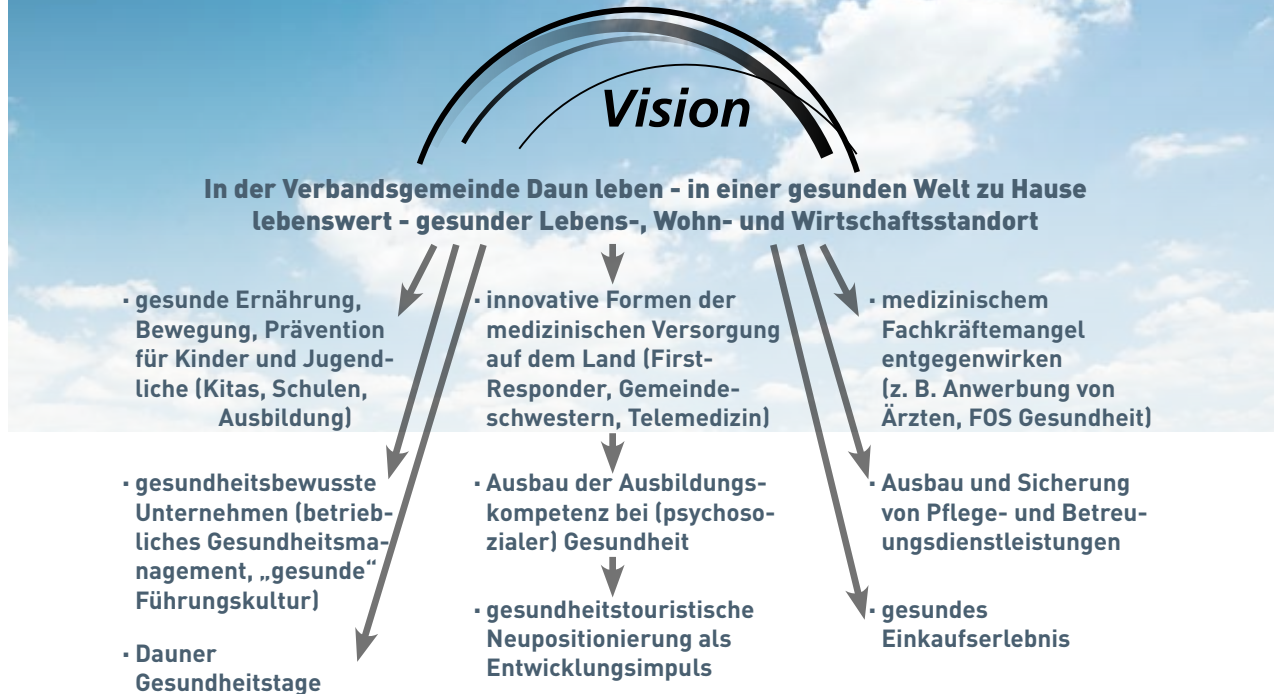 Vision
In der Verbandsgemeinde Daun leben - in einer gesunden Welt zu Hause
lebenswert - gesunder Lebens-, Wohn- und Wirtschaftsstandort
· gesunde Ernährung,
Bewegung, Prävention
für Kinder und Jugend-
liche (Kitas, Schulen,
Ausbildung)
· gesundheitsbewusste
Unternehmen (betrieb-
liches Gesundheitsma-
nagement, „gesunde“
Führungskultur)
· Dauner
Gesundheitstage
· innovative Formen der
medizinischen Versorgung
auf dem Land (First-
Responder, Gemeinde-
schwestern, Telemedizin)
· Ausbau der Ausbildungs-
kompetenz bei (psychoso-
zialer) Gesundheit
· gesundheitstouristische
Neupositionierung als
Entwicklungsimpuls
· medizinischem
Fachkräftemangel
entgegenwirken
(z. B. Anwerbung von
Ärzten, FOS Gesundheit)
· Ausbau und Sicherung
von Pflege- und Betreu-
ungsdienstleistungen
· gesundes
Einkaufserlebnis